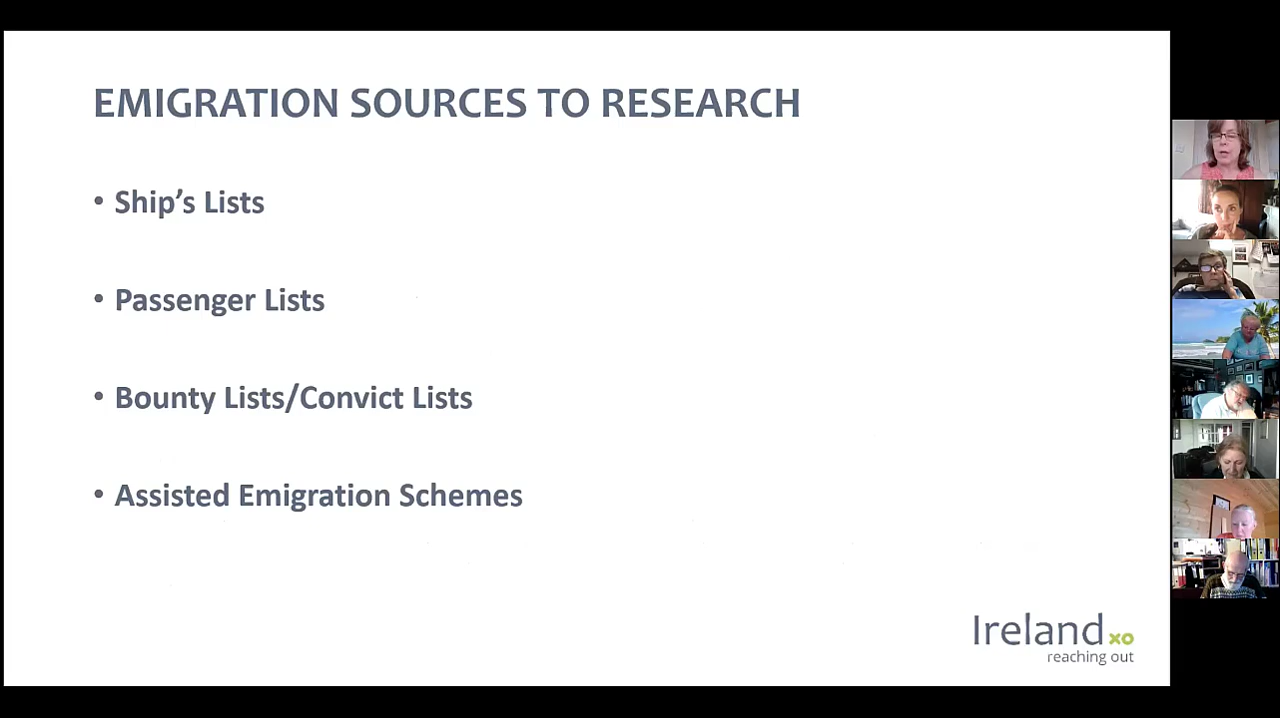 EMIGRATION SOURCES TO RESEARCH
• Ship’s Lists
• Passenger Lists
• Bounty Lists/Convict Lists
• Assisted Emigration Schemes
Ireland xo
reaching out